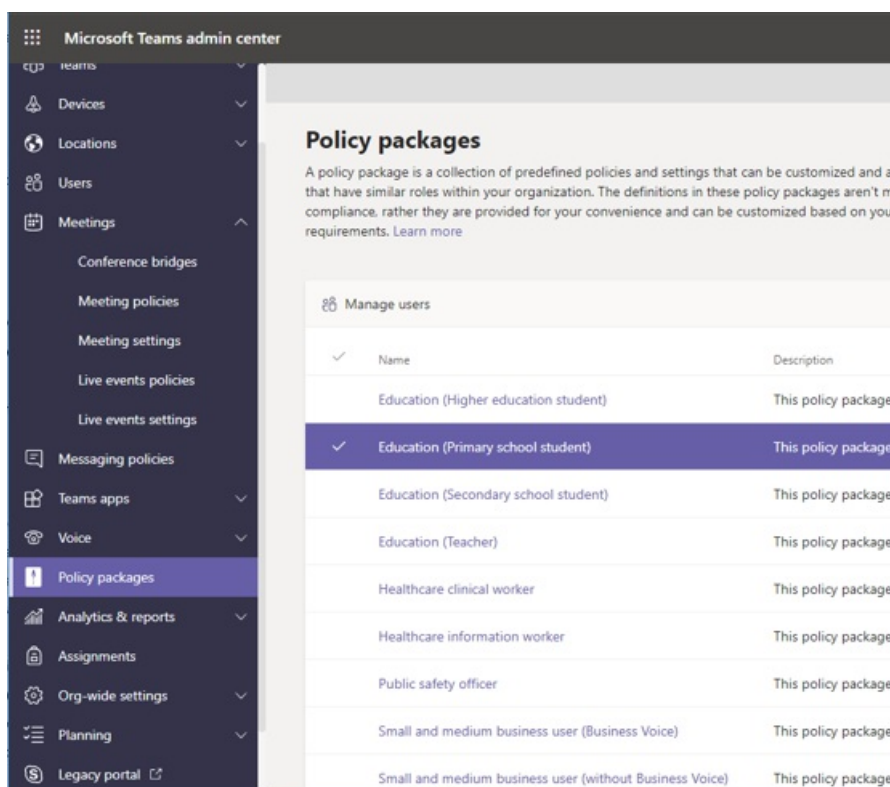 Microsoft Teams admin center
Teams
Devices
Locations
Users
Meetings
Conference bridges
Meeting policies
Meeting settings
Live events policies
Live events settings
Messaging policies
Teams apps
Voice
Policy packages
Analytics & reports
Assignments
Org-wide settings
Planning
Legacy portal
Policy packages
A policy package is a collection of predefined policies and settings that can be customized and a
that have similar roles within your organization. The definitions in these policy packages aren't m
compliance, rather they are provided for your convenience and can be customized based on you
requirements. Learn more
Manage users
Name Description
Education (Higher education student) This policy package
Education (Primary school student) This policy package
Education (Secondary school student) This policy package
Education (Teacher) This policy package
Healthcare clinical worker This policy package
Healthcare information worker This policy package
Public safety officer This policy package
Small and medium business user (Business Voice) This policy package
Small and medium business user (without Business Voice) This policy package